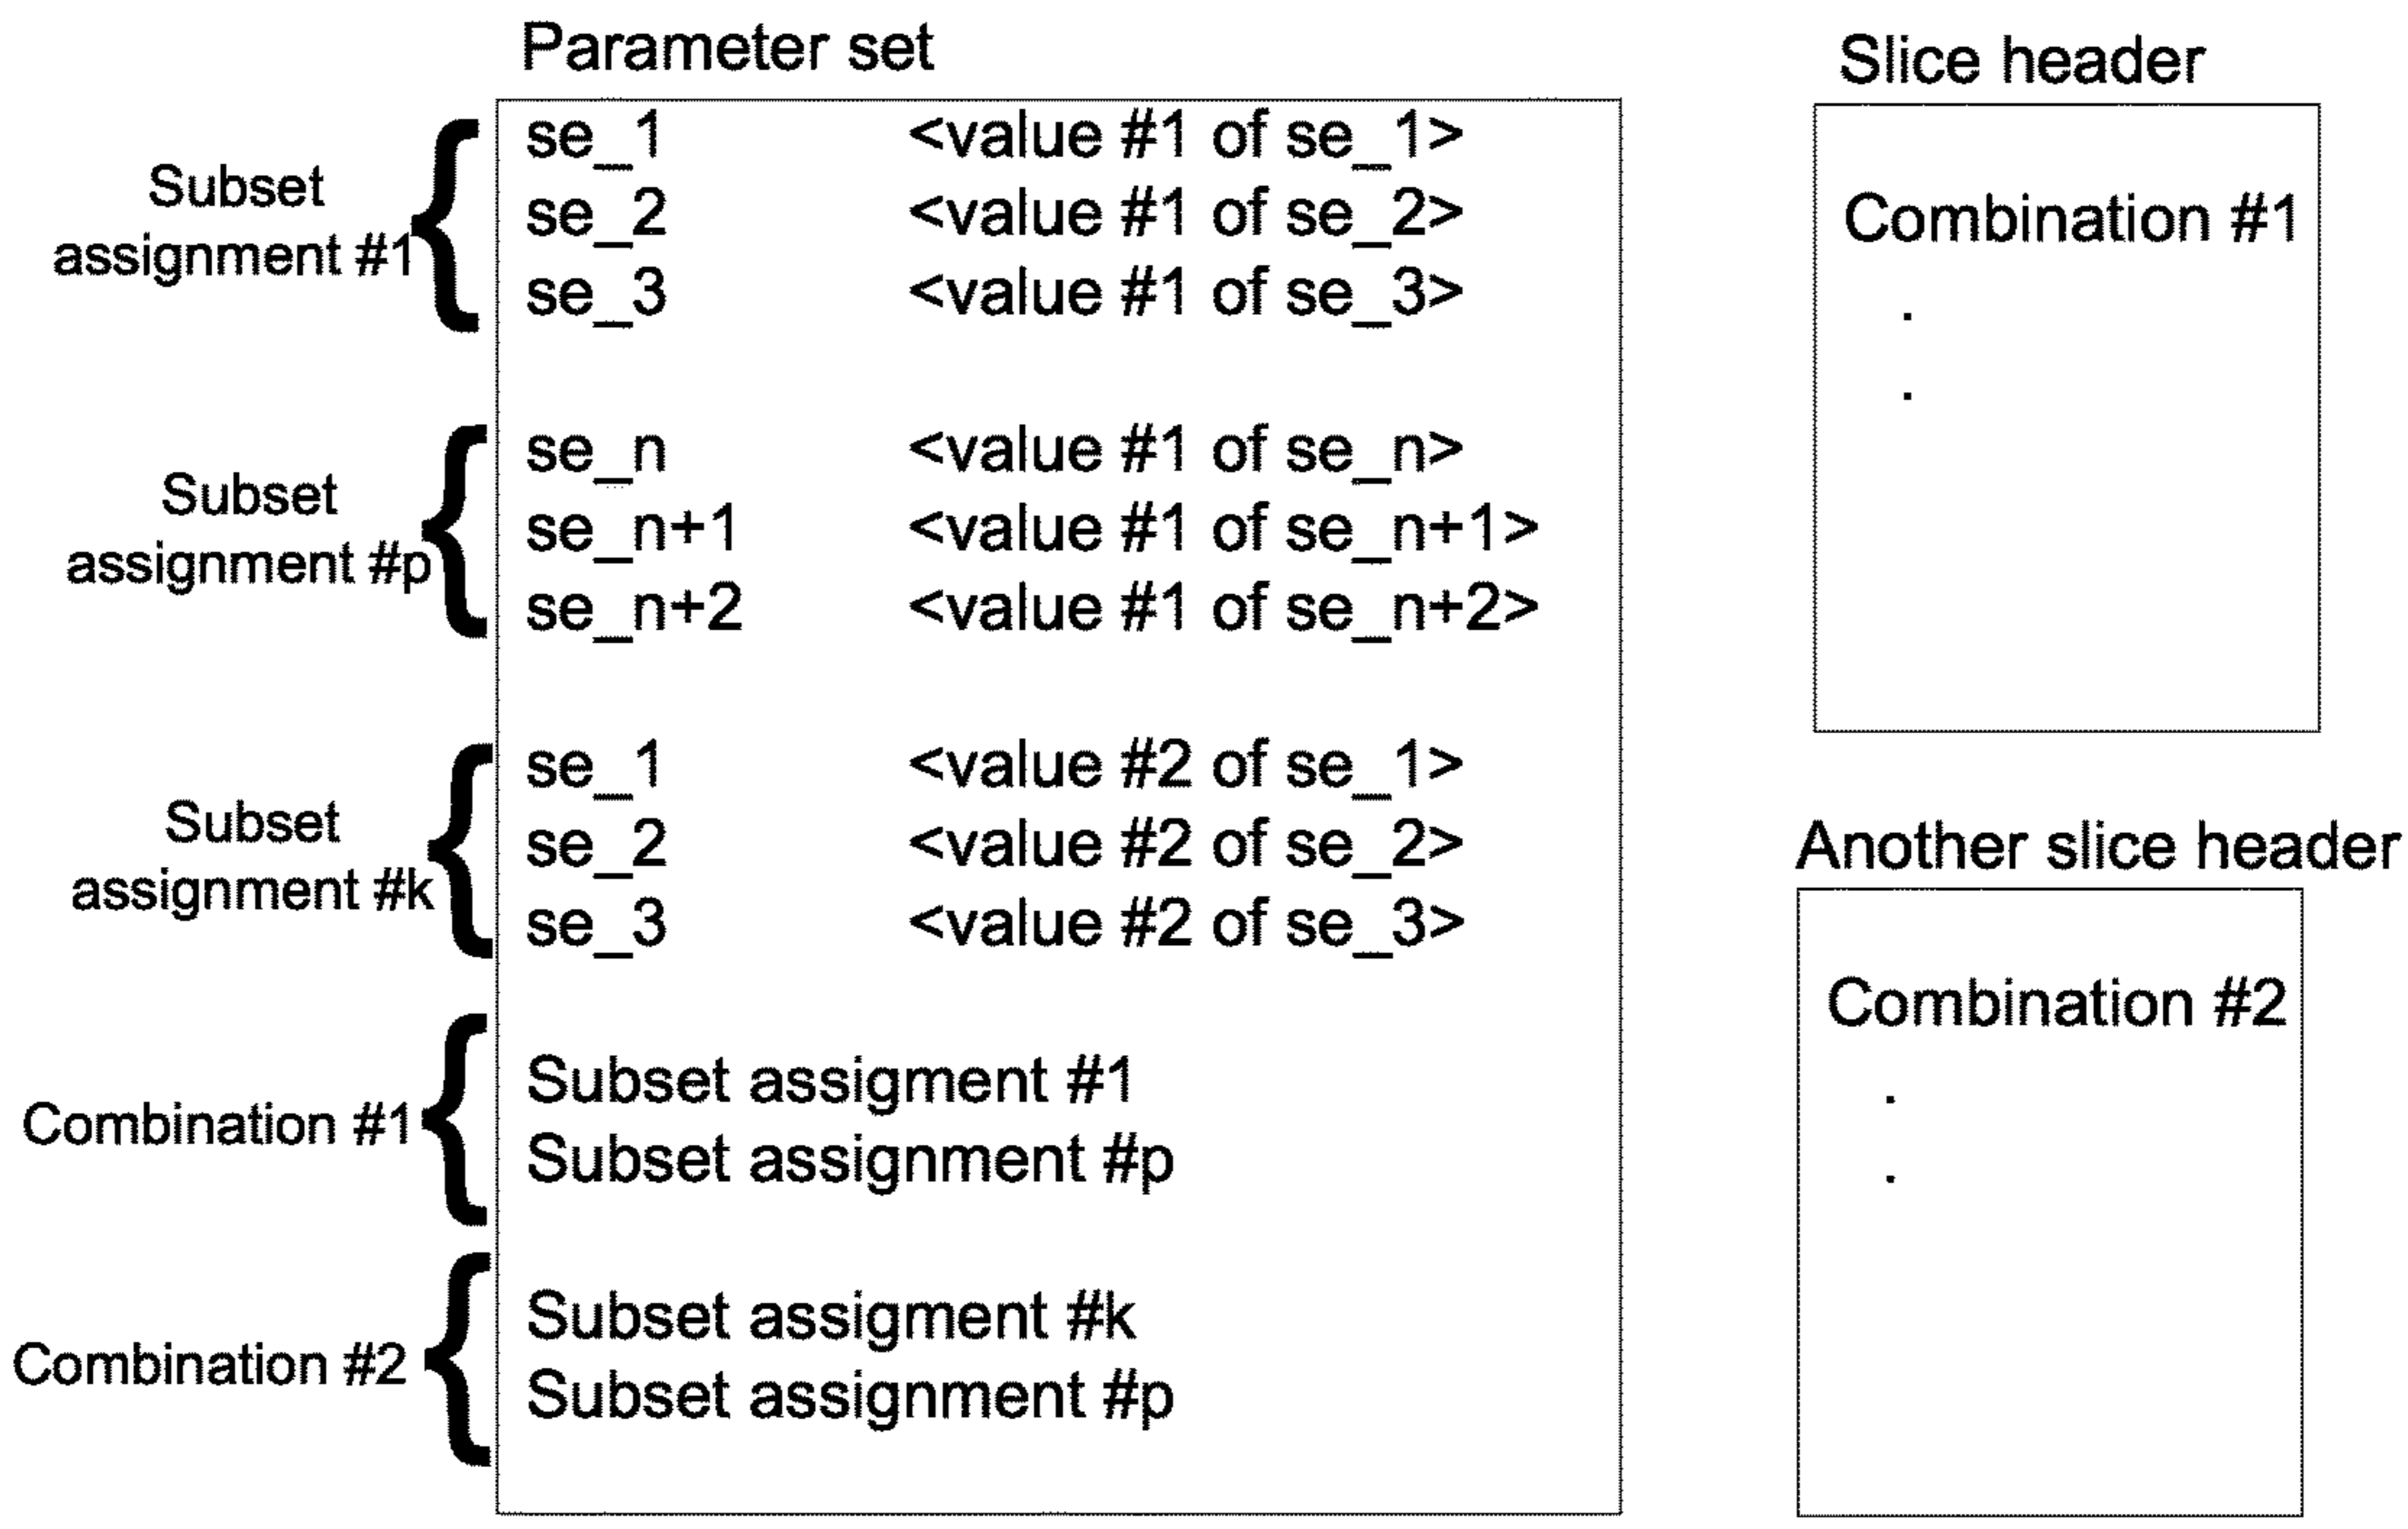 Parameter set
Subset
assignment #1
se_1 <value #1 of se_1>
se_2 <value #1 of se_2>
se_3 <value #1 of se_3>
Subset
assignment #p
se_n <value #1 of se_n>
se_n+1 <value #1 of se_n+1>
se_n+2 <value #1 of se_n+2>
Subset
assignment #k
se_1 <value #2 of se_1>
se_2 <value #2 of se_2>
se_3 <value #2 of se_3>
Combination #1
Subset assigment #1
Subset assignment #p
Combination #2
Subset assigment #k
Subset assignment #p
Slice header
Combination #1
.
.
Another slice header
Combination #2
.
.